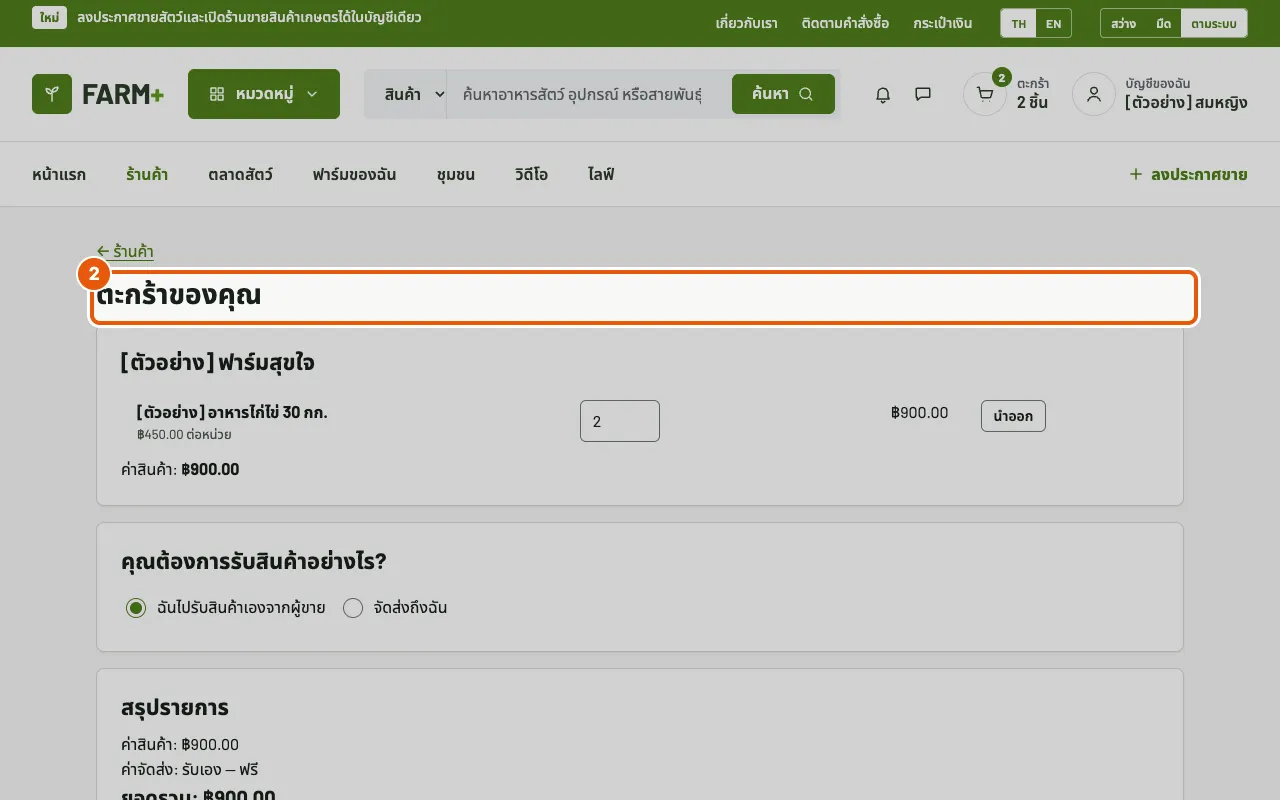 ใหม่ ลงประกาศขายสัตว์และเปิดร้านขายสินค้าเกษตรได้ในบัญชีเดียว
เกี่ยวกับเรา ติดตามคำสั่งซื้อ กระเป๋าเงิน TH EN สว่าง มืด ตามระบบ
FARM+ หมวดหมู่ สินค้า ค้นหาอาหารสัตว์ อุปกรณ์ หรือสายพันธุ์ ค้นหา
2 ตะกร้า
2 ชิ้น
บัญชีของฉัน
[ตัวอย่าง] สมหญิง
หน้าแรก ร้านค้า ตลาดสัตว์ ฟาร์มของฉัน ชุมชน วิดีโอ ไลฟ์ + ลงประกาศขาย
← ร้านค้า
2
ตะกร้าของคุณ
[ตัวอย่าง] ฟาร์มสุขใจ
[ตัวอย่าง] อาหารไก่ไข่ 30 กก. 2 ฿900.00 นำออก
฿450.00 ต่อหน่วย
ค่าสินค้า: ฿900.00
คุณต้องการรับสินค้าอย่างไร?
ฉันไปรับสินค้าเองจากผู้ขาย จัดส่งถึงฉัน
สรุปรายการ
ค่าสินค้า: ฿900.00
ค่าจัดส่ง: รับเอง — ฟรี
ยอดรวม: ฿900.00